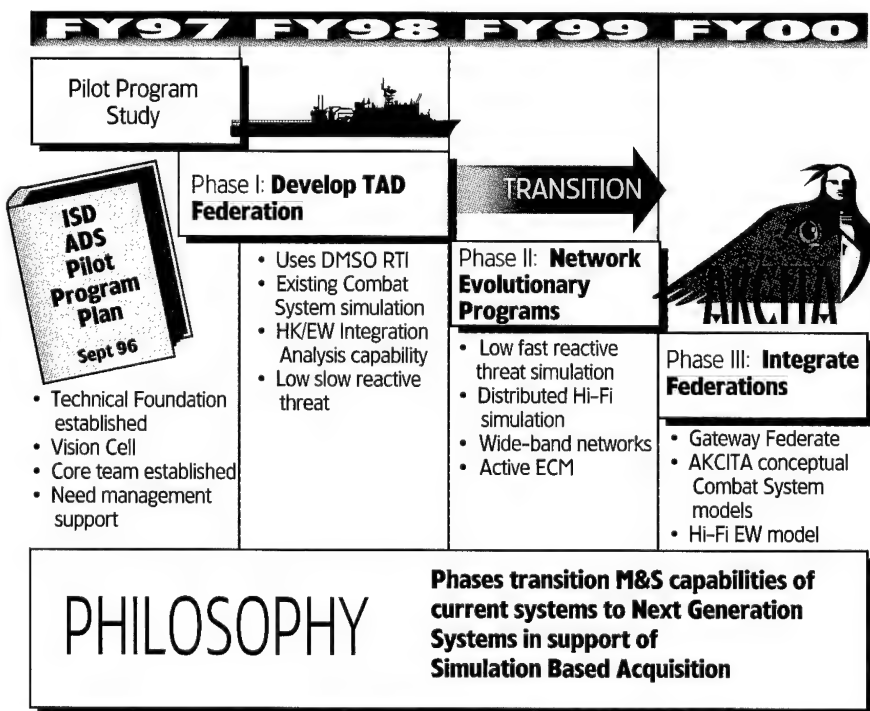 FY97 FY98 FY99 FY00
Pilot Program
Study
ISD
ADS
Pilot
Program
Plan
Sept 96
• Technical Foundation
established
• Vision Cell
• Core team established
• Need management
support
Phase I: Develop TAD
Federation
• Uses DMSO RTI
• Existing Combat
System simulation
• HK/EW Integration
Analysis capability
• Low slow reactive
threat
TRANSITION
Phase II: Network
Evolutionary
Programs
• Low fast reactive
threat simulation
• Distributed Hi-Fi
simulation
• Wide-band networks
• Active ECM
AKCITA
Phase III: Integrate
Federations
• Gateway Federate
• AKCITA conceptual
Combat System
models
• Hi-Fi EW model
PHILOSOPHY
Phases transition M&S capabilities of
current systems to Next Generation
Systems in support of
Simulation Based Acquisition